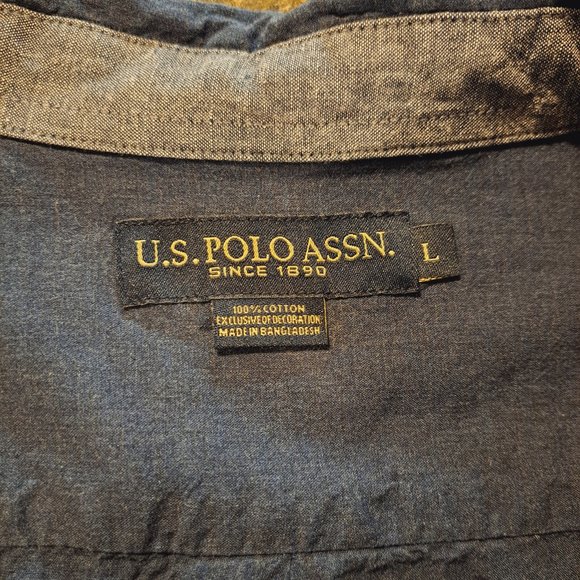 U.S. POLO ASSN.
SINCE 1890
L
100% COTTON
EXCLUSIVE OF DECORATION
MADE IN BANGLADESH